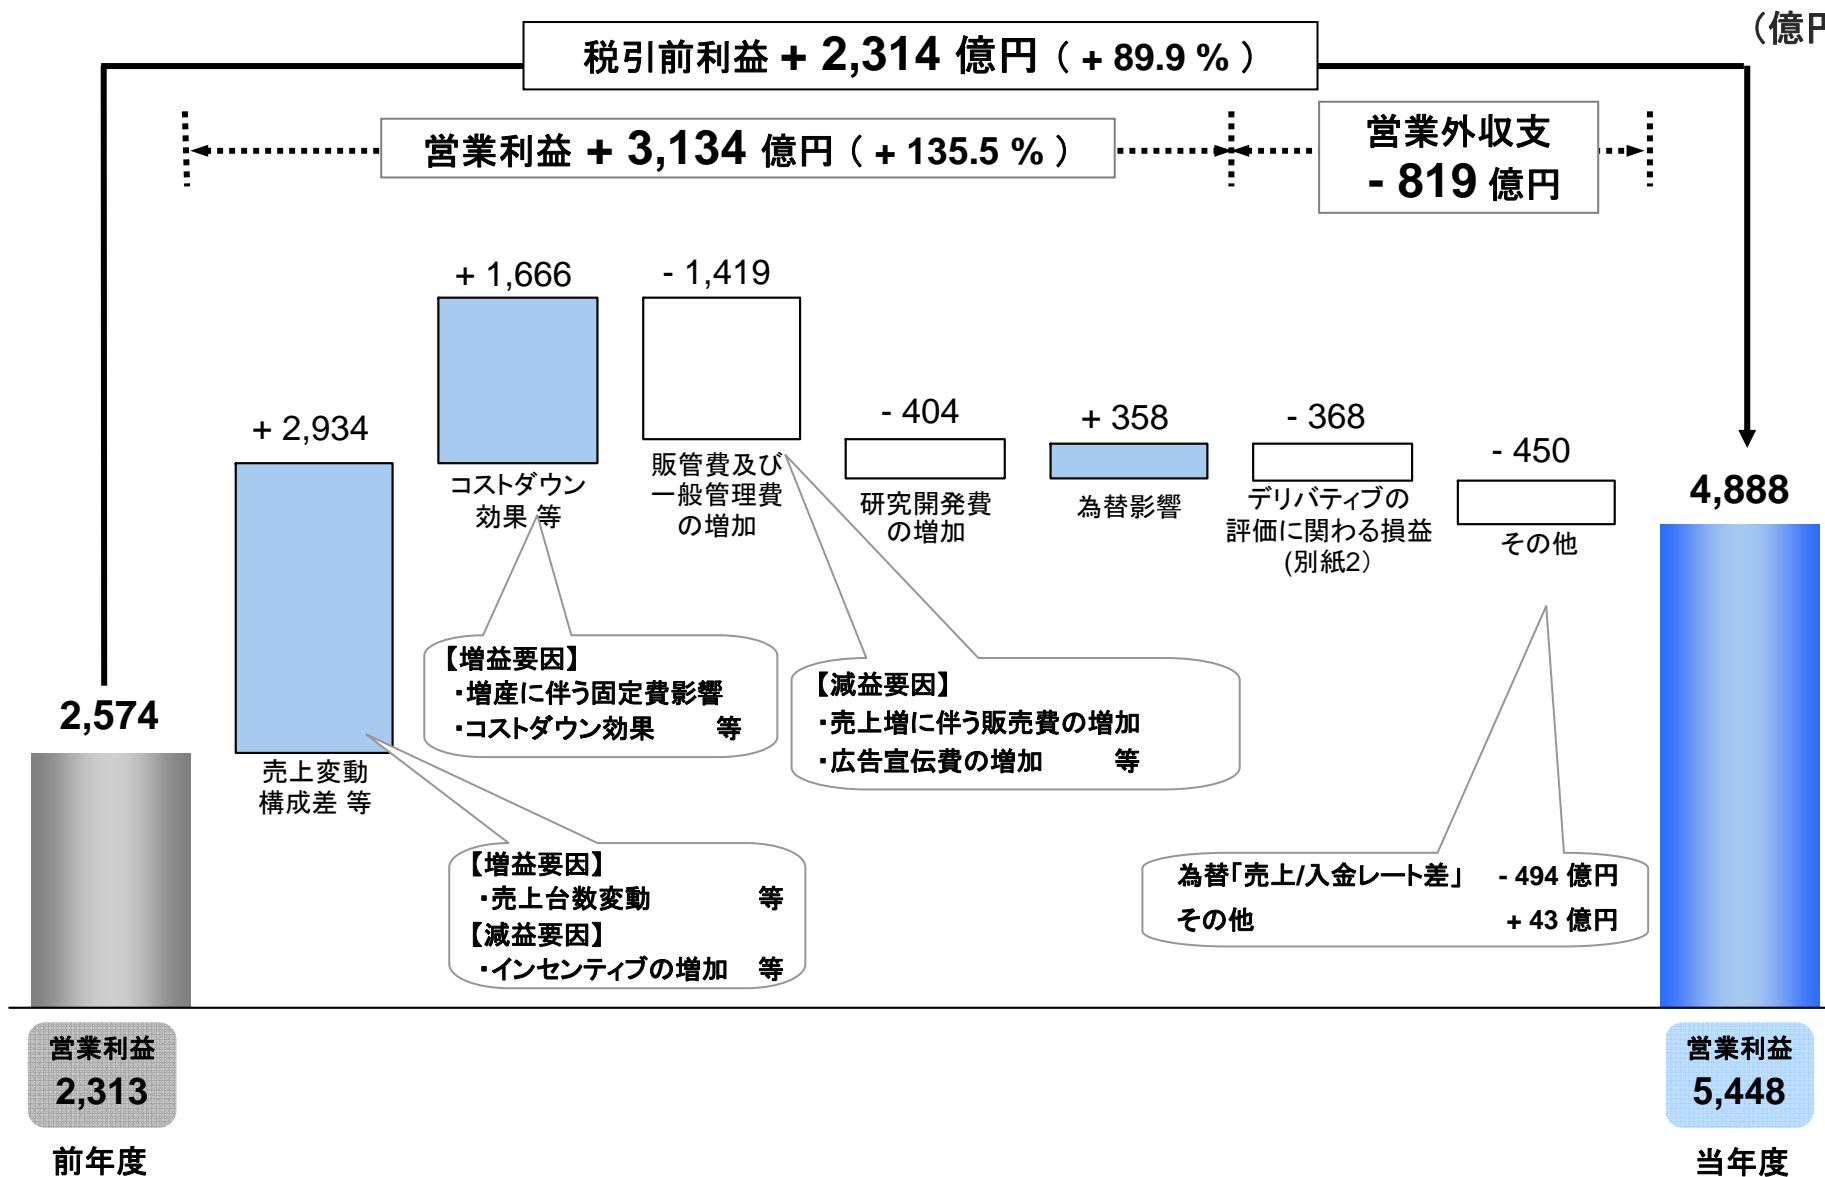 （億円
税引前利益 + 2,314 億円 ( + 89.9 % )
営業利益 + 3,134 億円 ( + 135.5 % )
営業外収支
- 819 億円
+ 1,666
- 1,419
+ 2,934
- 404
+ 358
- 368
- 450
コストダウン
効果 等
販管費及び
一般管理費
の増加
研究開発費
の増加
為替影響
デリバティブの
評価に関わる損益
(別紙2）
その他
4,888
2,574
売上変動
構成差 等
【増益要因】
・増産に伴う固定費影響
・コストダウン効果 等
【減益要因】
・売上増に伴う販売費の増加
・広告宣伝費の増加 等
【増益要因】
・売上台数変動 等
【減益要因】
・インセンティブの増加 等
為替「売上/入金レート差」 - 494 億円
その他 + 43 億円
営業利益
2,313
前年度
営業利益
5,448
当年度